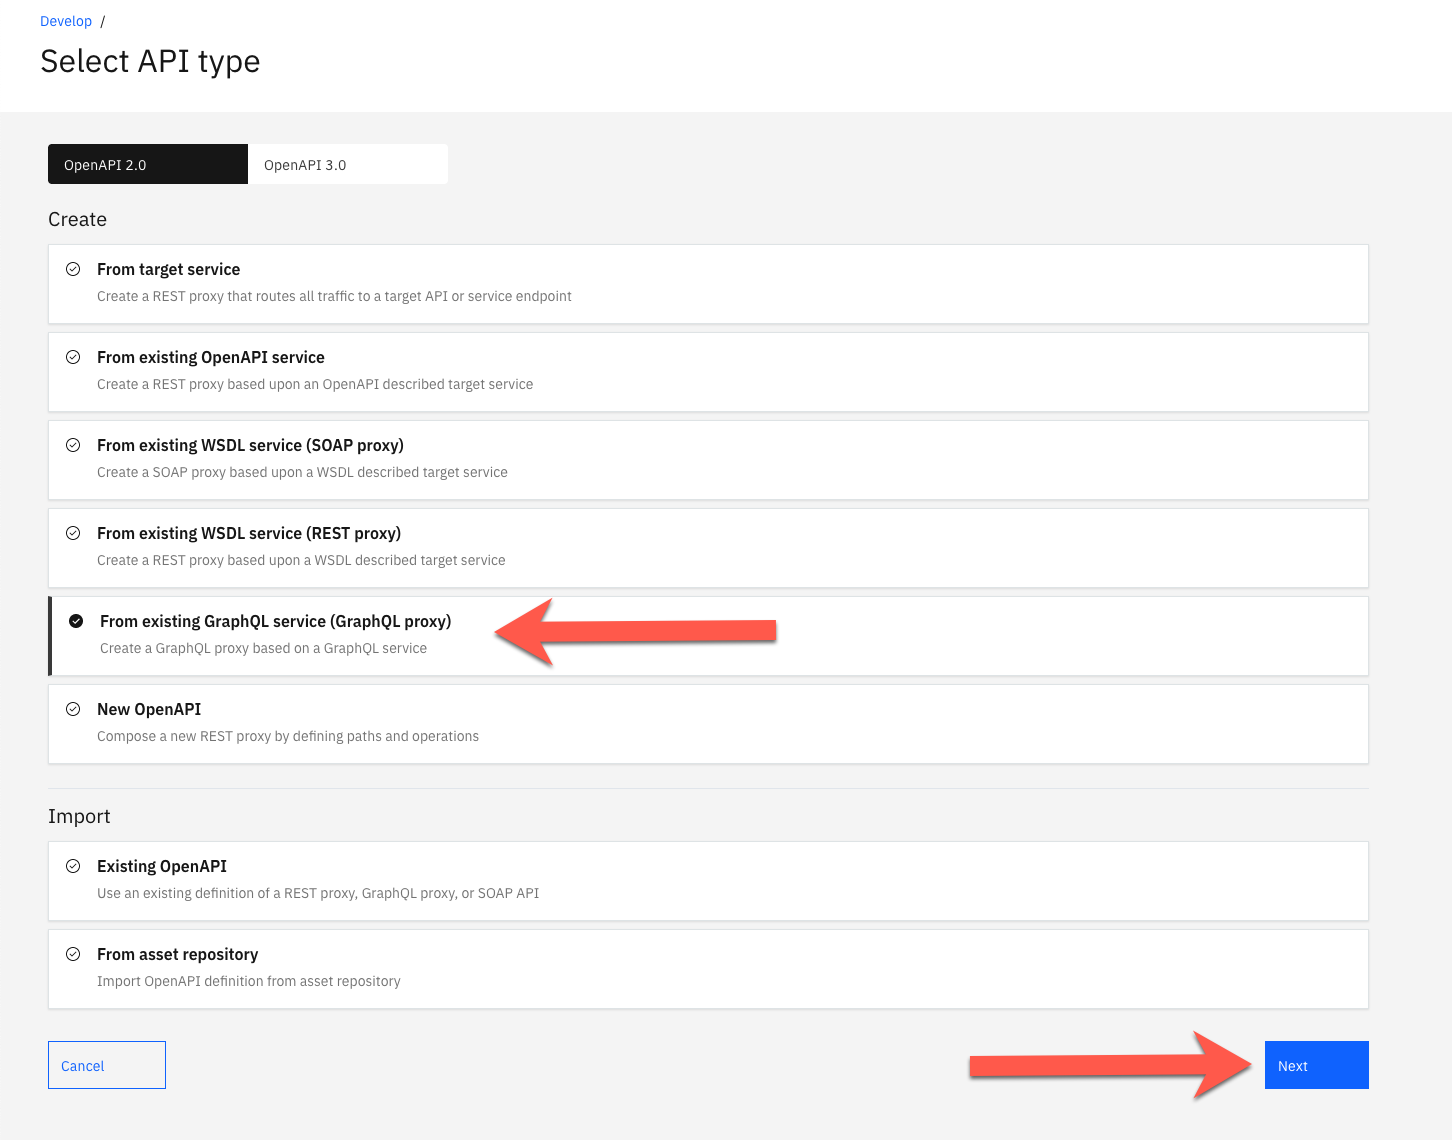 Develop /
Select API type
OpenAPI 2.0
OpenAPI 3.0
Create
From target service
Create a REST proxy that routes all traffic to a target API or service endpoint
From existing OpenAPI service
Create a REST proxy based upon an OpenAPI described target service
From existing WSDL service (SOAP proxy)
Create a SOAP proxy based upon a WSDL described target service
From existing WSDL service (REST proxy)
Create a REST proxy based upon a WSDL described target service
From existing GraphQL service (GraphQL proxy)
Create a GraphQL proxy based on a GraphQL service
New OpenAPI
Compose a new REST proxy by defining paths and operations
Import
Existing OpenAPI
Use an existing definition of a REST proxy, GraphQL proxy, or SOAP API
From asset repository
Import OpenAPI definition from asset repository
Cancel
Next